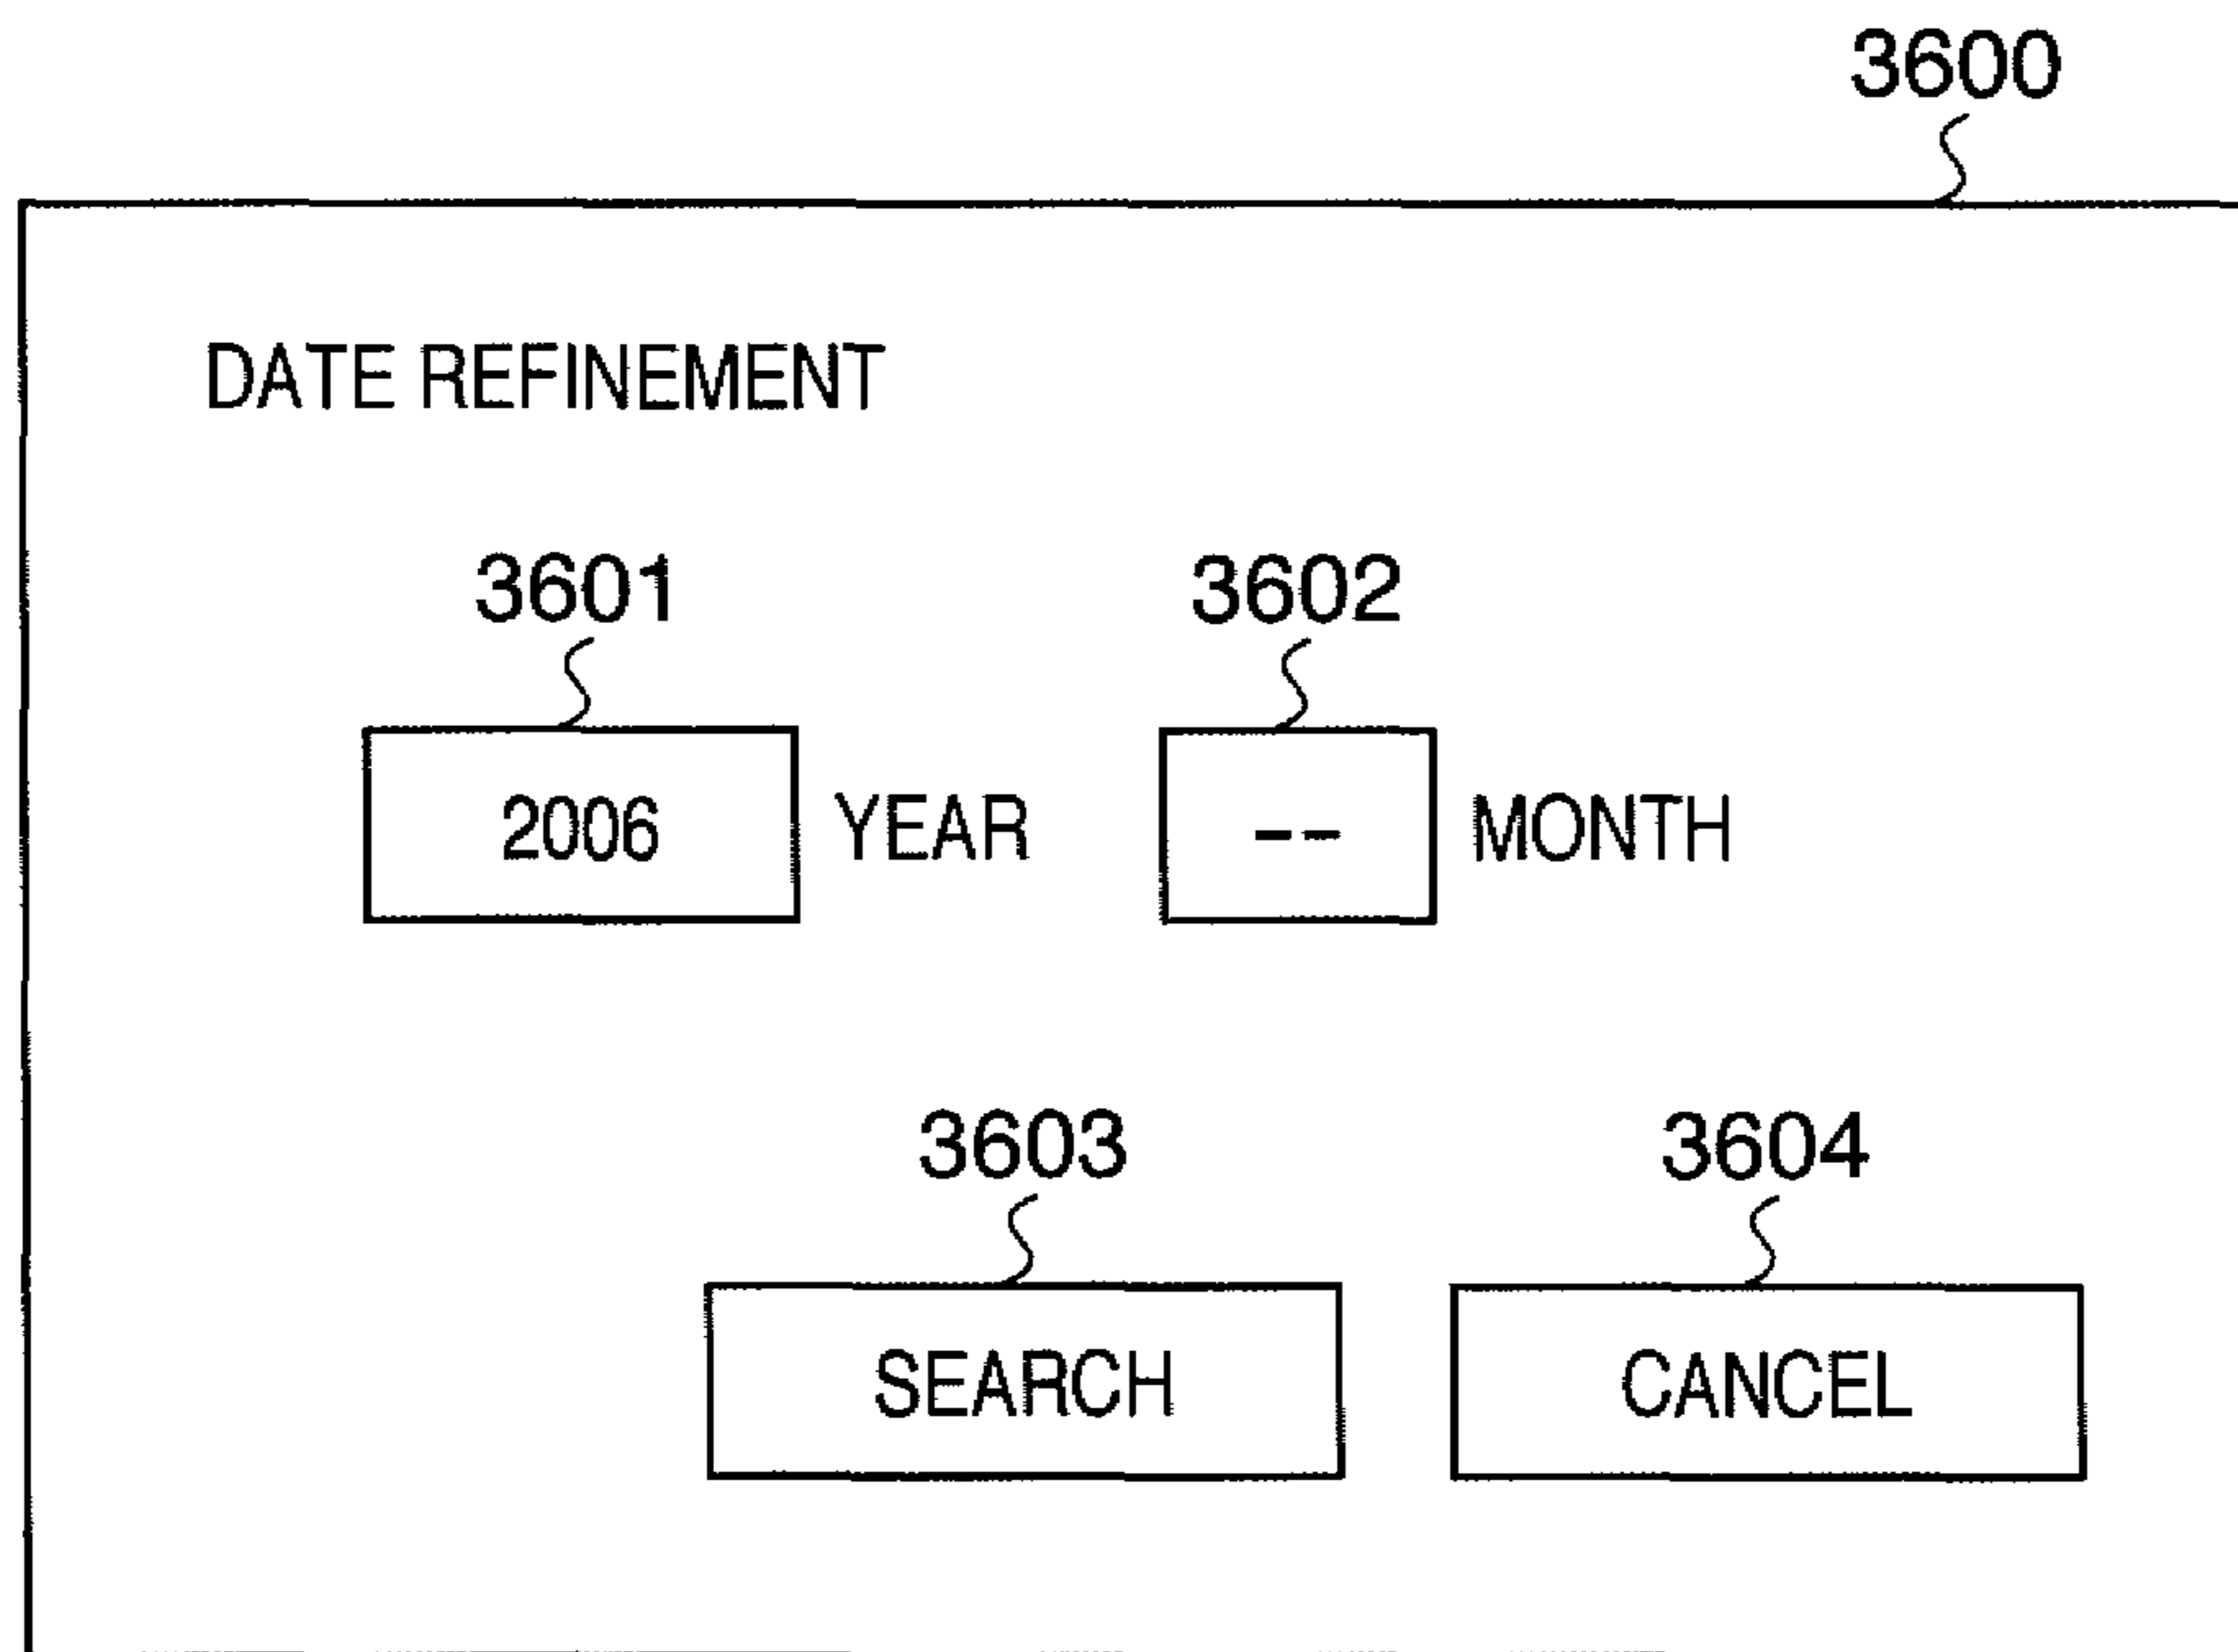 3600
DATE REFINEMENT
3601 3602
2006 YEAR -- MONTH
3603 3604
SEARCH CANCEL